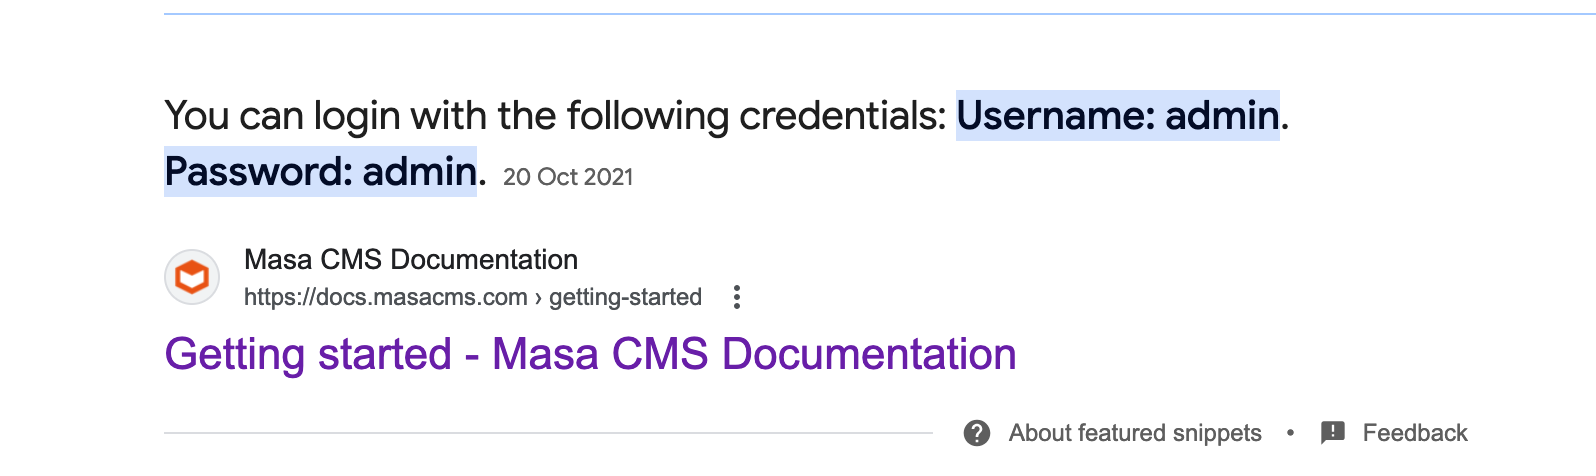 You can login with the following credentials: Username: admin.
Password: admin. 20 Oct 2021
Masa CMS Documentation
https://docs.masacms.com › getting-started
Getting started - Masa CMS Documentation
About featured snippets • Feedback